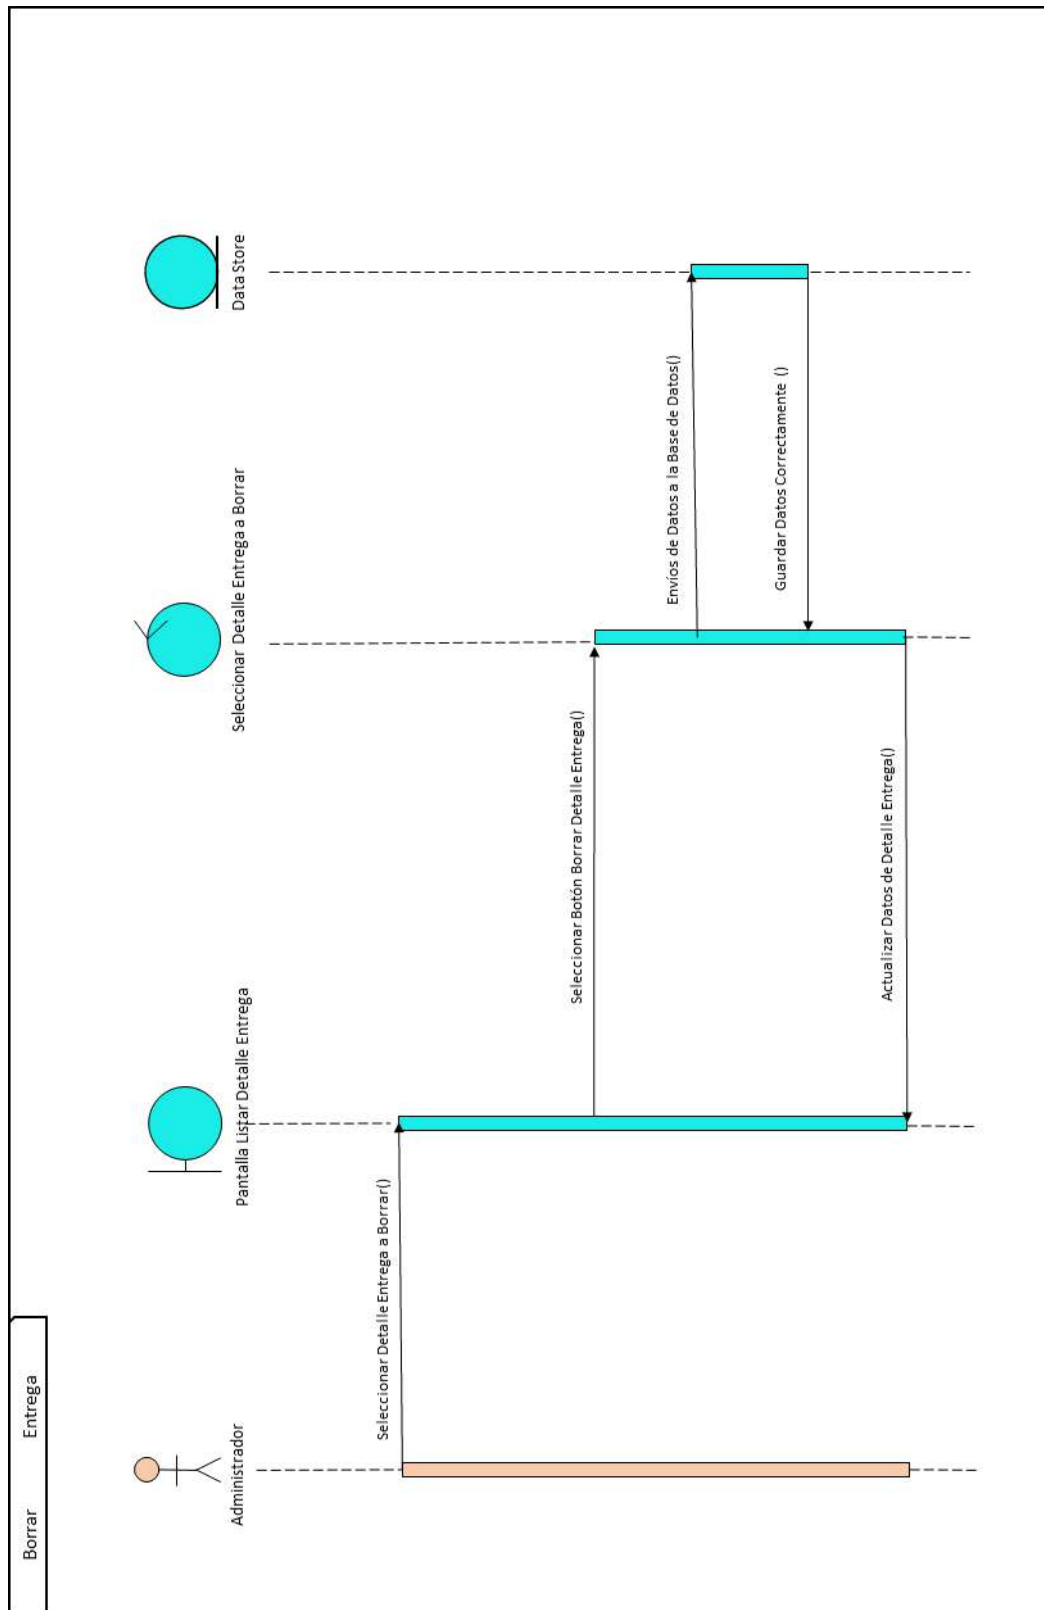 Borrar Entrega
Administrador
Pantalla Listar Detalle Entrega
Seleccionar Detalle Entrega a Borrar
Data Store
Seleccionar Detalle Entrega a Borrar()
Seleccionar Botón Borrar Detalle Entrega()
Envíos de Datos a la Base de Datos()
Guardar Datos Correctamente ()
Actualizar Datos de Detalle Entrega()